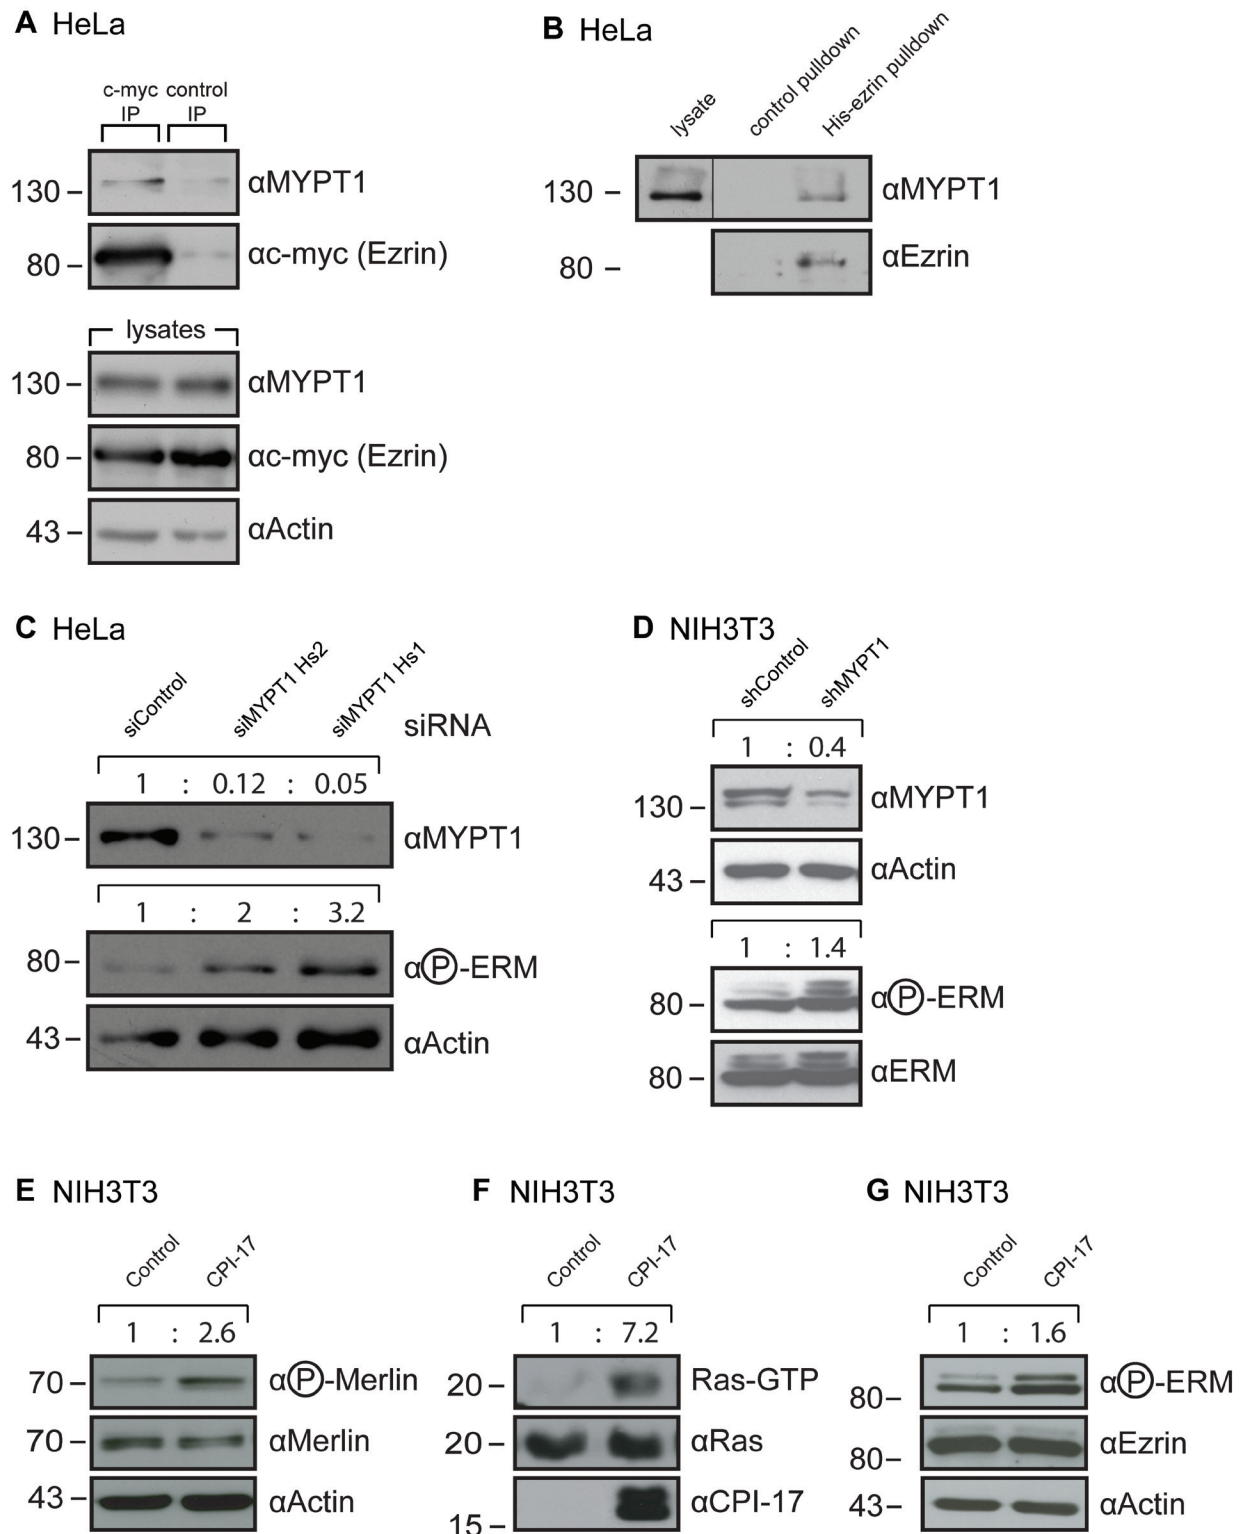 A HeLa
c-myc IP control IP
130 αMYPT1
80 αc-myc (Ezrin)
lysates
130 αMYPT1
80 αc-myc (Ezrin)
43 αActin
B HeLa
lysate control pulldown His-ezrin pulldown
130 αMYPT1
80 αEzrin
C HeLa
siControl siMYPT1 Hs2 siMYPT1 Hs1 siRNA
1 : 0.12 : 0.05
130 αMYPT1
1 : 2 : 3.2
80 αⓅ-ERM
43 αActin
D NIH3T3
shControl shMYPT1
1 : 0.4
130 αMYPT1
43 αActin
1 : 1.4
80 αⓅ-ERM
80 αERM
E NIH3T3
Control CPI-17
1 : 2.6
70 αⓅ-Merlin
70 αMerlin
43 αActin
F NIH3T3
Control CPI-17
1 : 7.2
20 Ras-GTP
20 αRas
15 αCPI-17
G NIH3T3
Control CPI-17
1 : 1.6
80 αⓅ-ERM
80 αEzrin
43 αActin